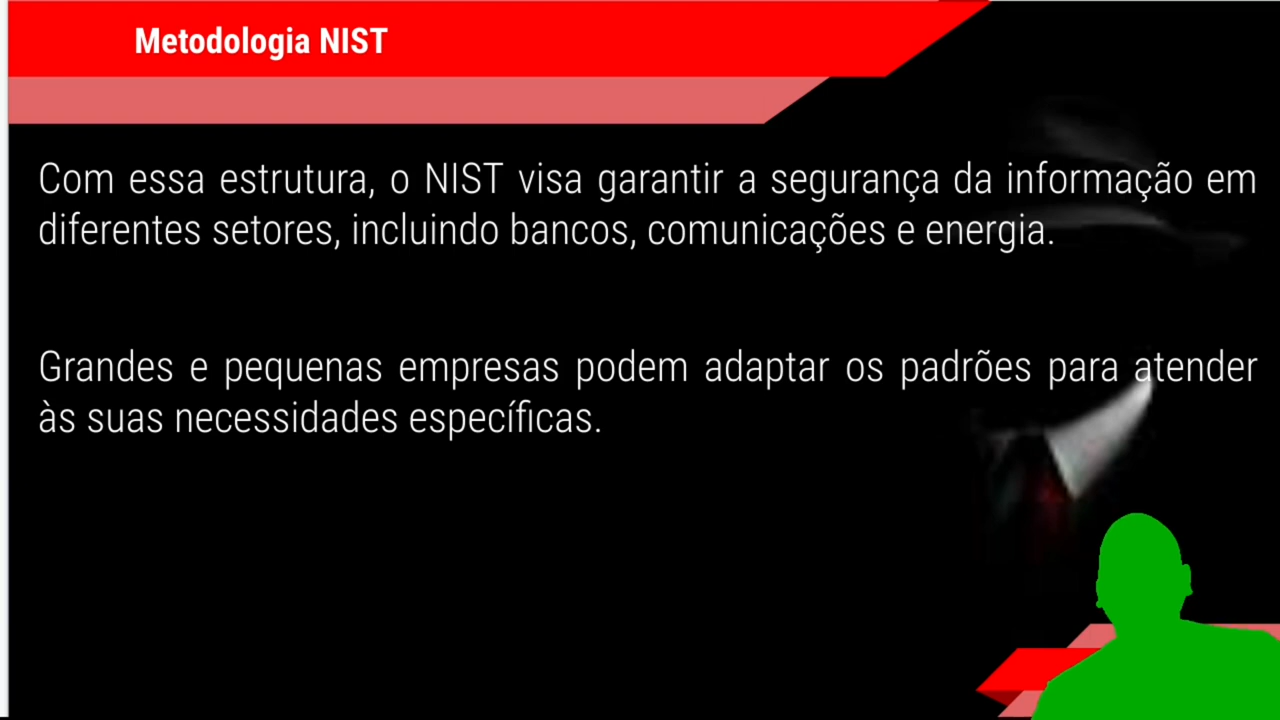 Metodologia NIST
Com essa estrutura, o NIST visa garantir a segurança da informação em
diferentes setores, incluindo bancos, comunicações e energia.
Grandes e pequenas empresas podem adaptar os padrões para atender
às suas necessidades específicas.